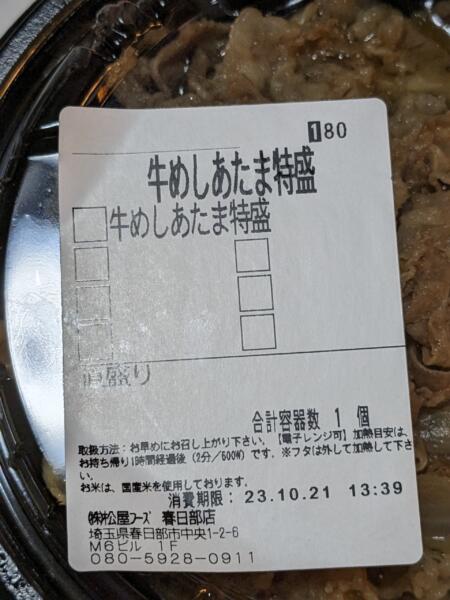 180
牛めしあたま特盛
牛めしあたま特盛
直盛り
合計容器数 1 個
取扱方法：お早めにお召し上がり下さい。【電子レンジ可】加熱目安は、
お持ち帰り1時間経過後（2分/500W）です。※フタは外して加熱して下さ
い。
お米は、国産米を使用しております。
消費期限：23.10.21 13:39
㈱松屋フーズ 春日部店
埼玉県春日部市中央1-2-6
M6ビル 1F
080-5928-0911